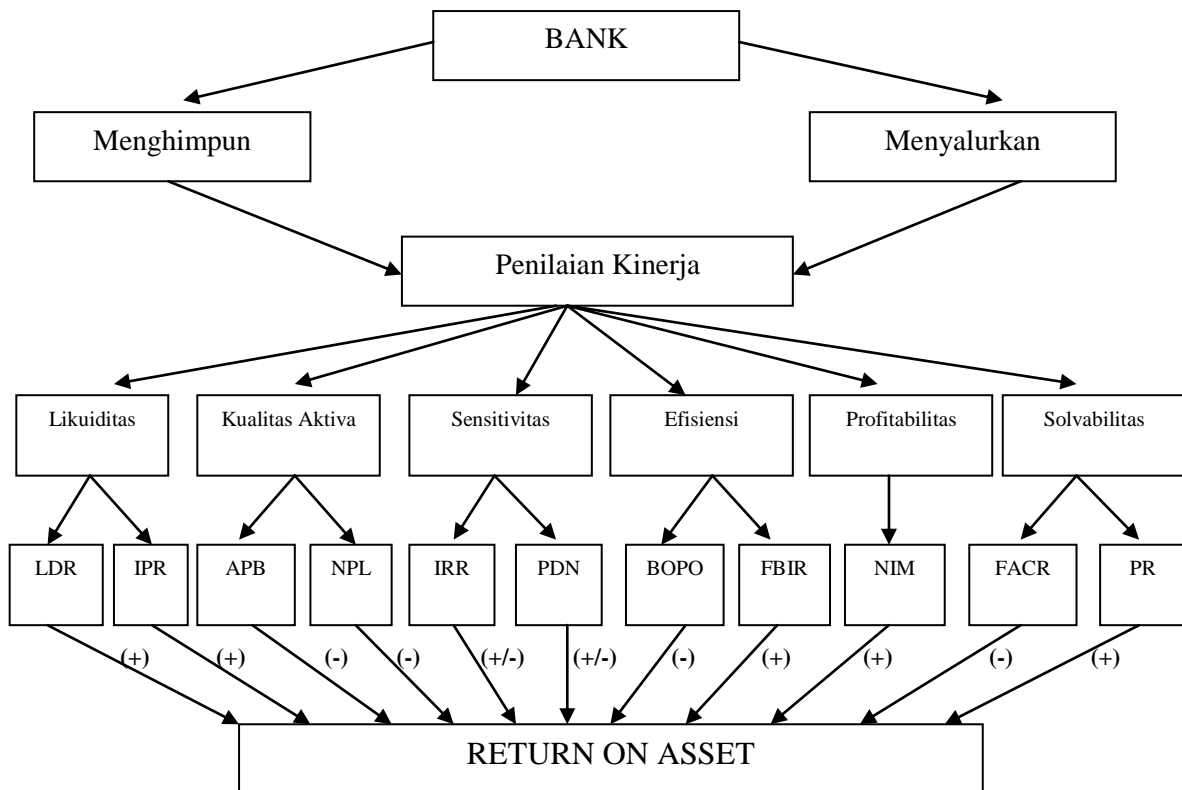 BANK
Menghimpun
Menyalurkan
Penilaian Kinerja
Likuiditas
Kualitas Aktiva
Sensitivitas
Efisiensi
Profitabilitas
Solvabilitas
LDR
IPR
APB
NPL
IRR
PDN
BOPO
FBIR
NIM
FACR
PR
(+)
(+)
(-)
(-)
(+/-)
(+/-)
(-)
(+)
(+)
(-)
(+)
RETURN ON ASSET